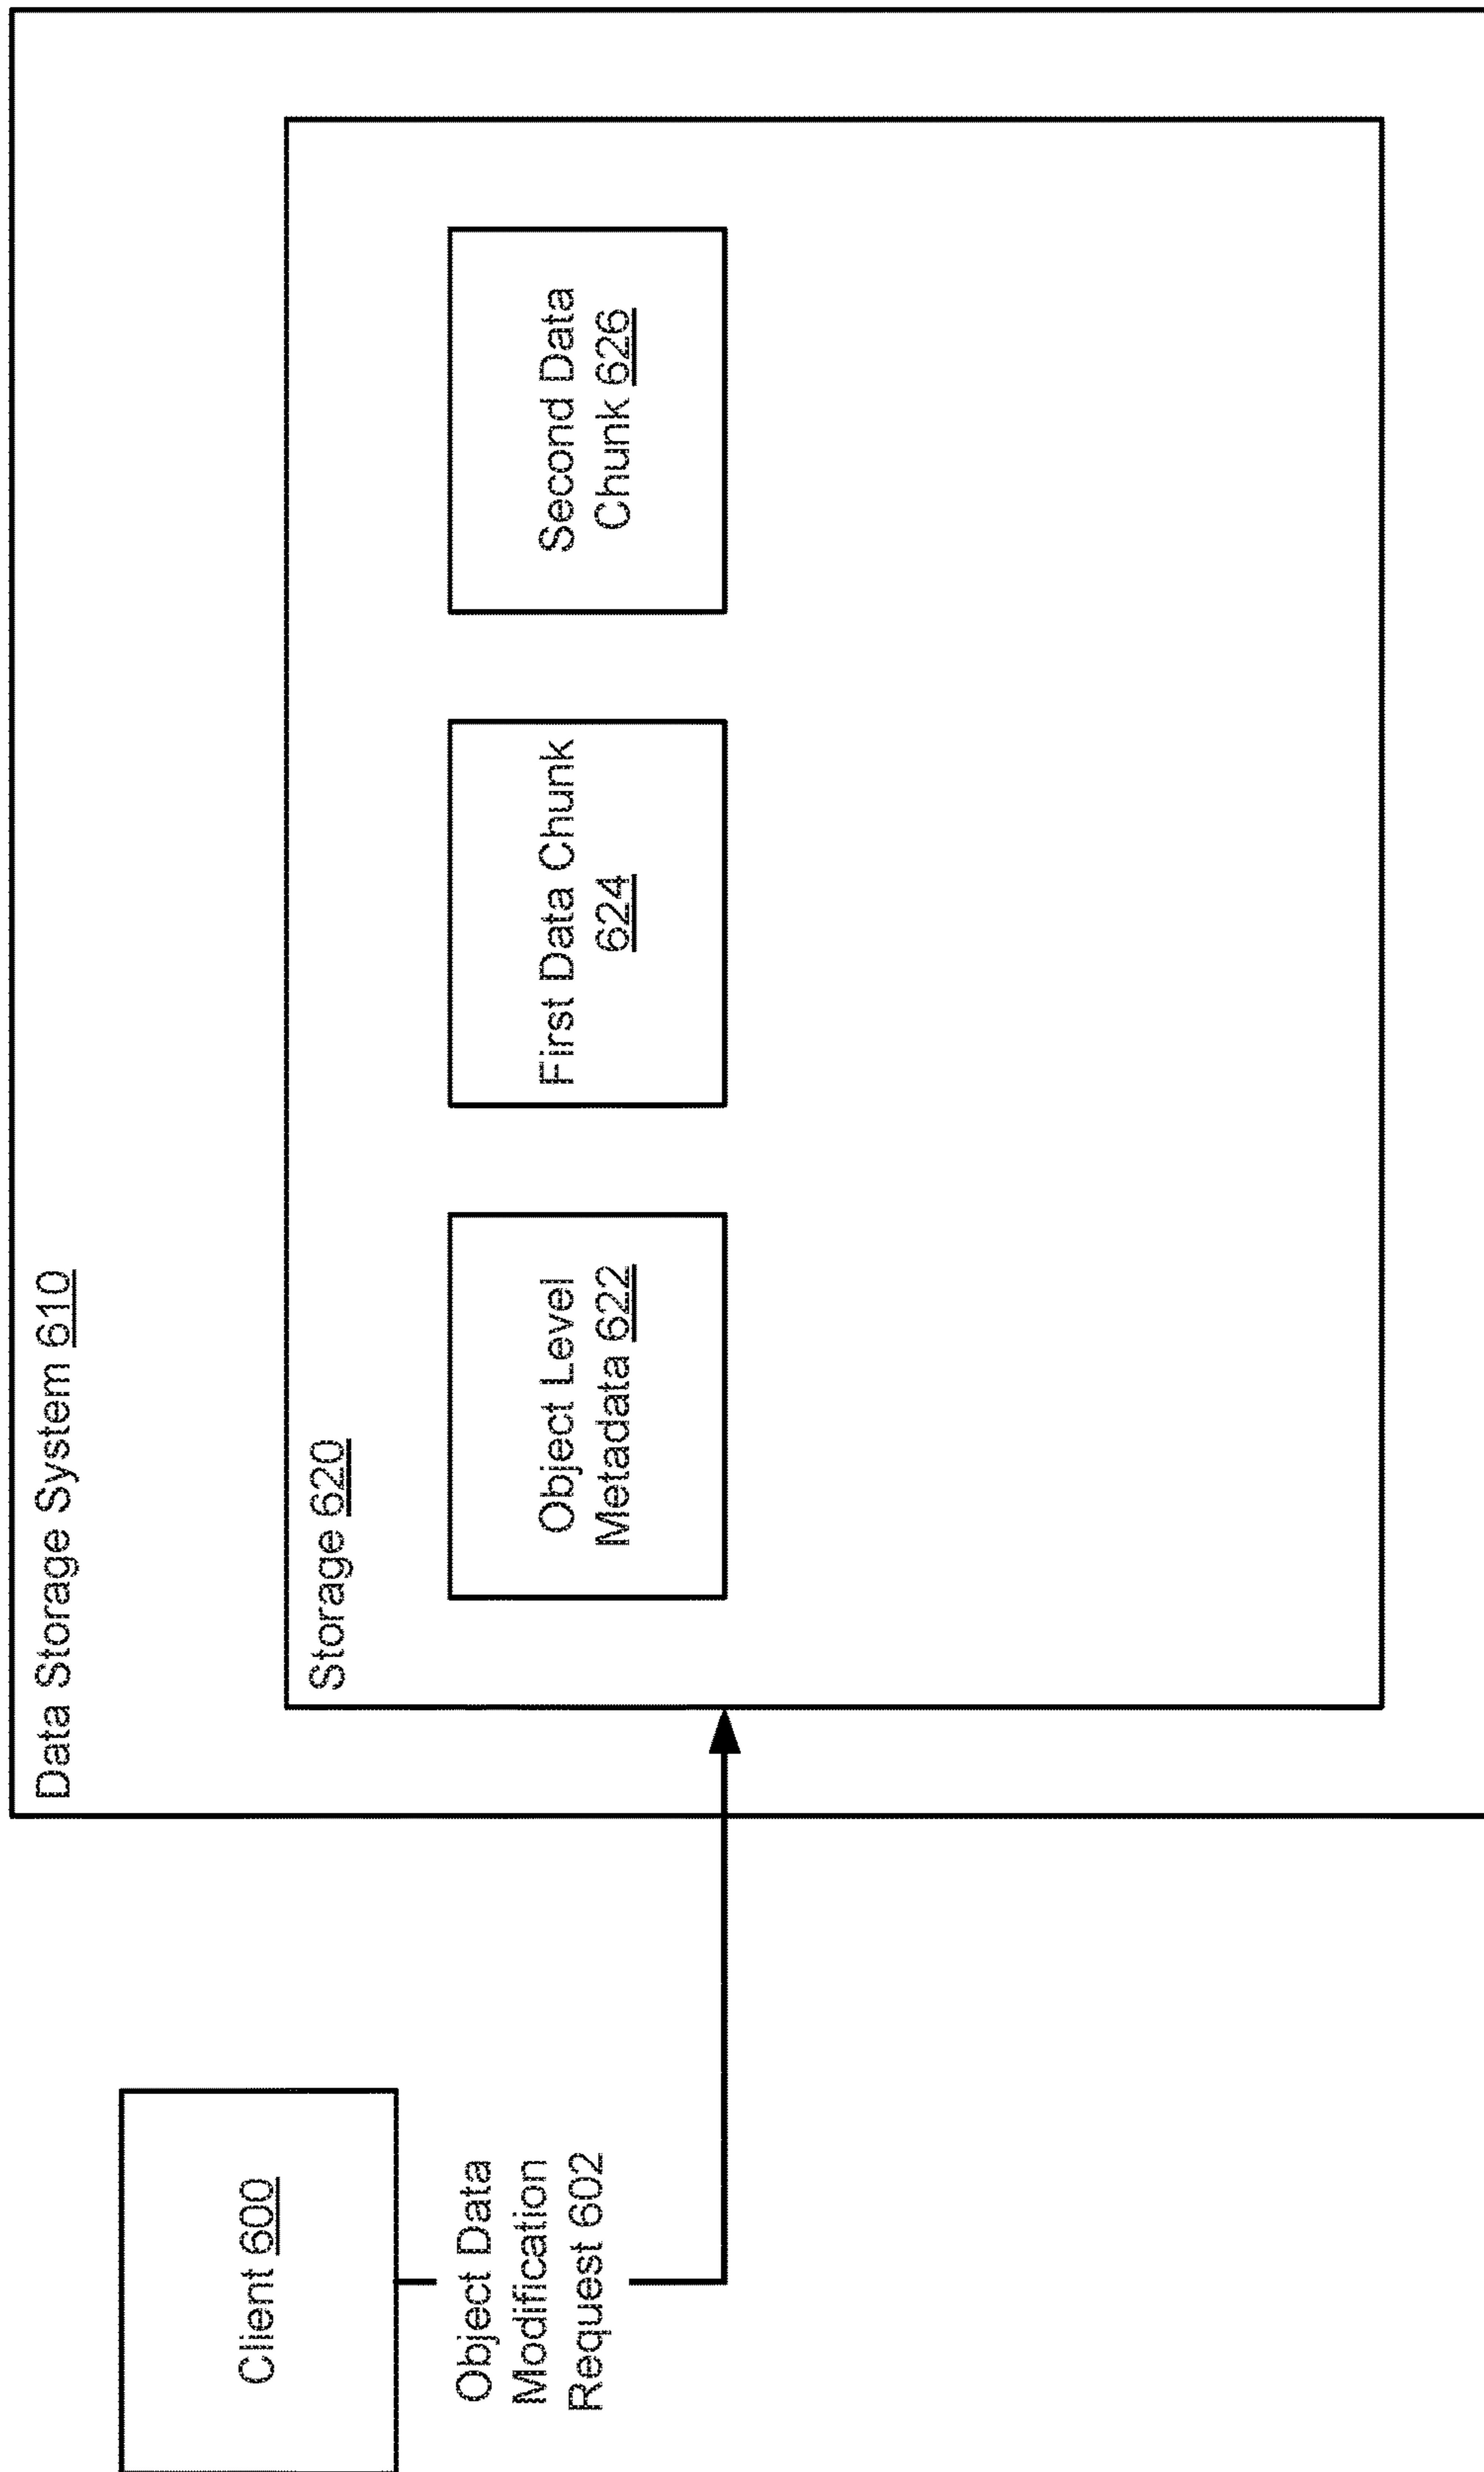 Data Storage System 610
Client 600
Storage 620
Object Data
Modification
Request 602
Object Level
Metadata 622
First Data Chunk
624
Second Data
Chunk 626